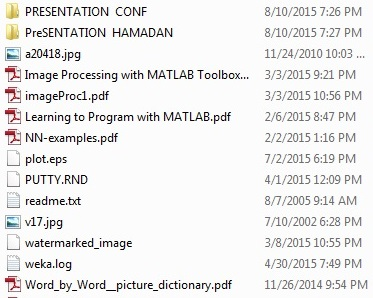 PRESENTATION CONF 8/10/2015 7:26 PM
PreSENTATION HAMADAN 8/10/2015 7:27 PM
a20418.jpg 11/24/2010 10:03 ...
Image Processing with MATLAB Toolbox... 3/3/2015 9:21 PM
imageProc1.pdf 3/3/2015 10:56 PM
Learning to Program with MATLAB.pdf 2/6/2015 8:47 PM
NN-examples.pdf 2/2/2015 1:16 PM
plot.eps 7/2/2015 6:19 PM
PUTTY.RND 4/1/2015 12:09 PM
readme.txt 8/7/2005 9:14 AM
v17.jpg 7/10/2002 6:28 PM
watermarked_image 3/8/2015 10:55 PM
weka.log 4/30/2015 7:49 PM
Word_by_Word__picture_dictionary.pdf 11/26/2014 9:54 PM